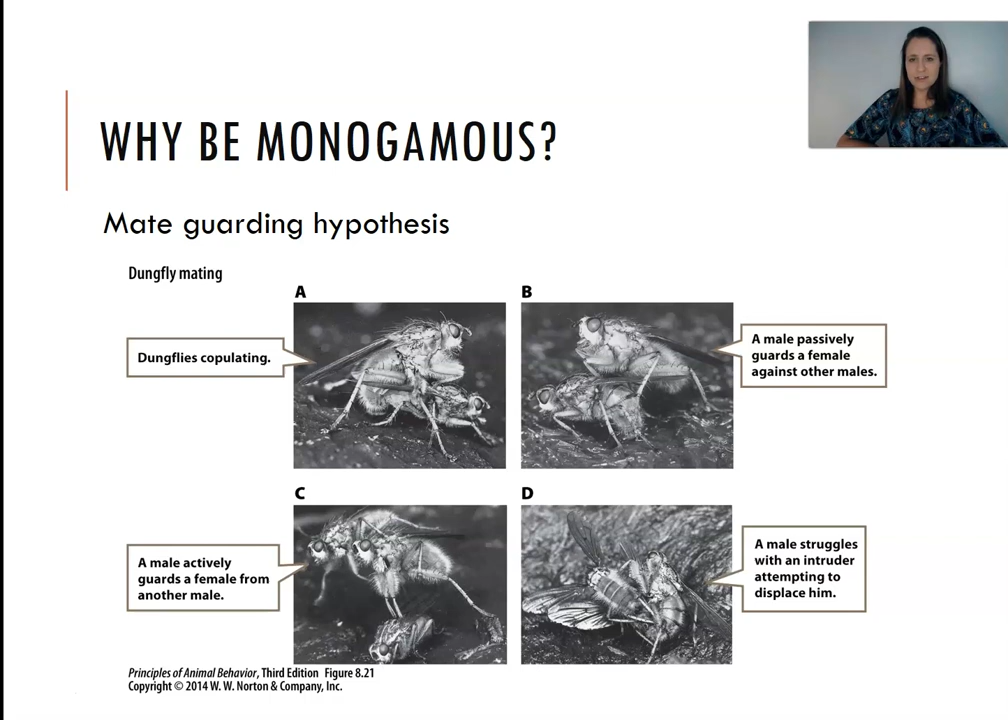 WHY BE MONOGAMOUS?
Mate guarding hypothesis
Dungfly mating
A
B
Dungflies copulating.
A male passively
guards a female
against other males.
C
D
A male actively
guards a female from
another male.
A male struggles
with an intruder
attempting to
displace him.
Principles of Animal Behavior, Third Edition Figure 8.21
Copyright © 2014 W. W. Norton & Company, Inc.